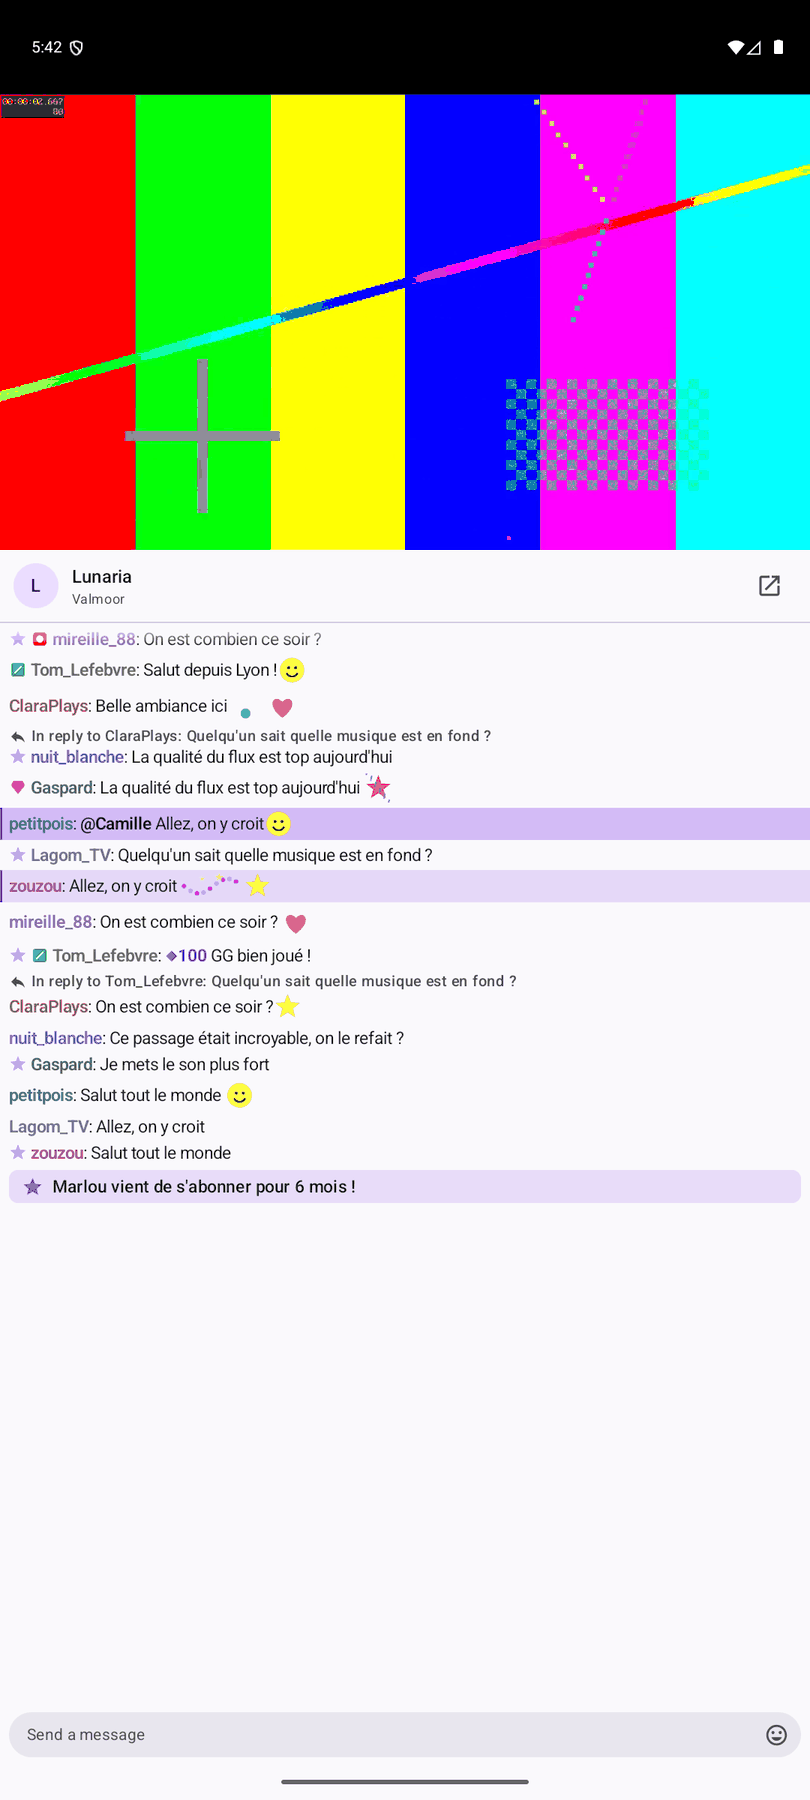 5:42
00:00:02.667
80
L
Lunaria
Valmoor
mireille_88: On est combien ce soir ?
Tom_Lefebvre: Salut depuis Lyon !
ClaraPlays: Belle ambiance ici
In reply to ClaraPlays: Quelqu'un sait quelle musique est en fond ?
nuit_blanche: La qualité du flux est top aujourd'hui
Gaspard: La qualité du flux est top aujourd'hui
petitpois: @Camille Allez, on y croit
Lagom_TV: Quelqu'un sait quelle musique est en fond ?
zouzou: Allez, on y croit
mireille_88: On est combien ce soir ?
Tom_Lefebvre: 100 GG bien joué !
In reply to Tom_Lefebvre: Quelqu'un sait quelle musique est en fond ?
ClaraPlays: On est combien ce soir ?
nuit_blanche: Ce passage était incroyable, on le refait ?
Gaspard: Je mets le son plus fort
petitpois: Salut tout le monde
Lagom_TV: Allez, on y croit
zouzou: Salut tout le monde
Marlou vient de s'abonner pour 6 mois !
Send a message